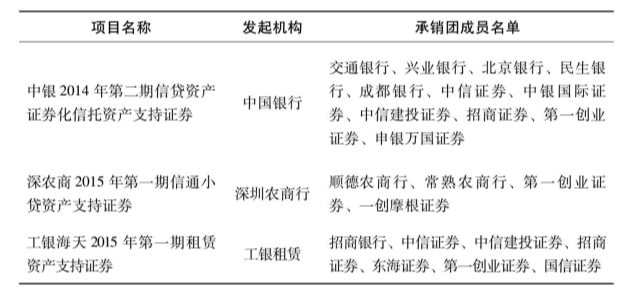 项目名称 发起机构 承销团成员名单
交通银行、兴业银行、北京银行、民生银
中银 2014 年第二期信贷资产 行、成都银行、中信证券、中银国际证
证券化信托资产支持证券 中国银行 券、中信建投证券、招商证券、第一创业
证券、申银万国证券
深农商 2015 年第一期信通小 顺德农商行、常熟农商行、第一创业证
贷资产支持证券 深圳农商行 券、一创摩根证券
工银海天 2015 年第一期租赁 招商银行、中信证券、中信建投证券、招商
资产支持证券 工银租赁 证券、东海证券、第一创业证券、国信证券